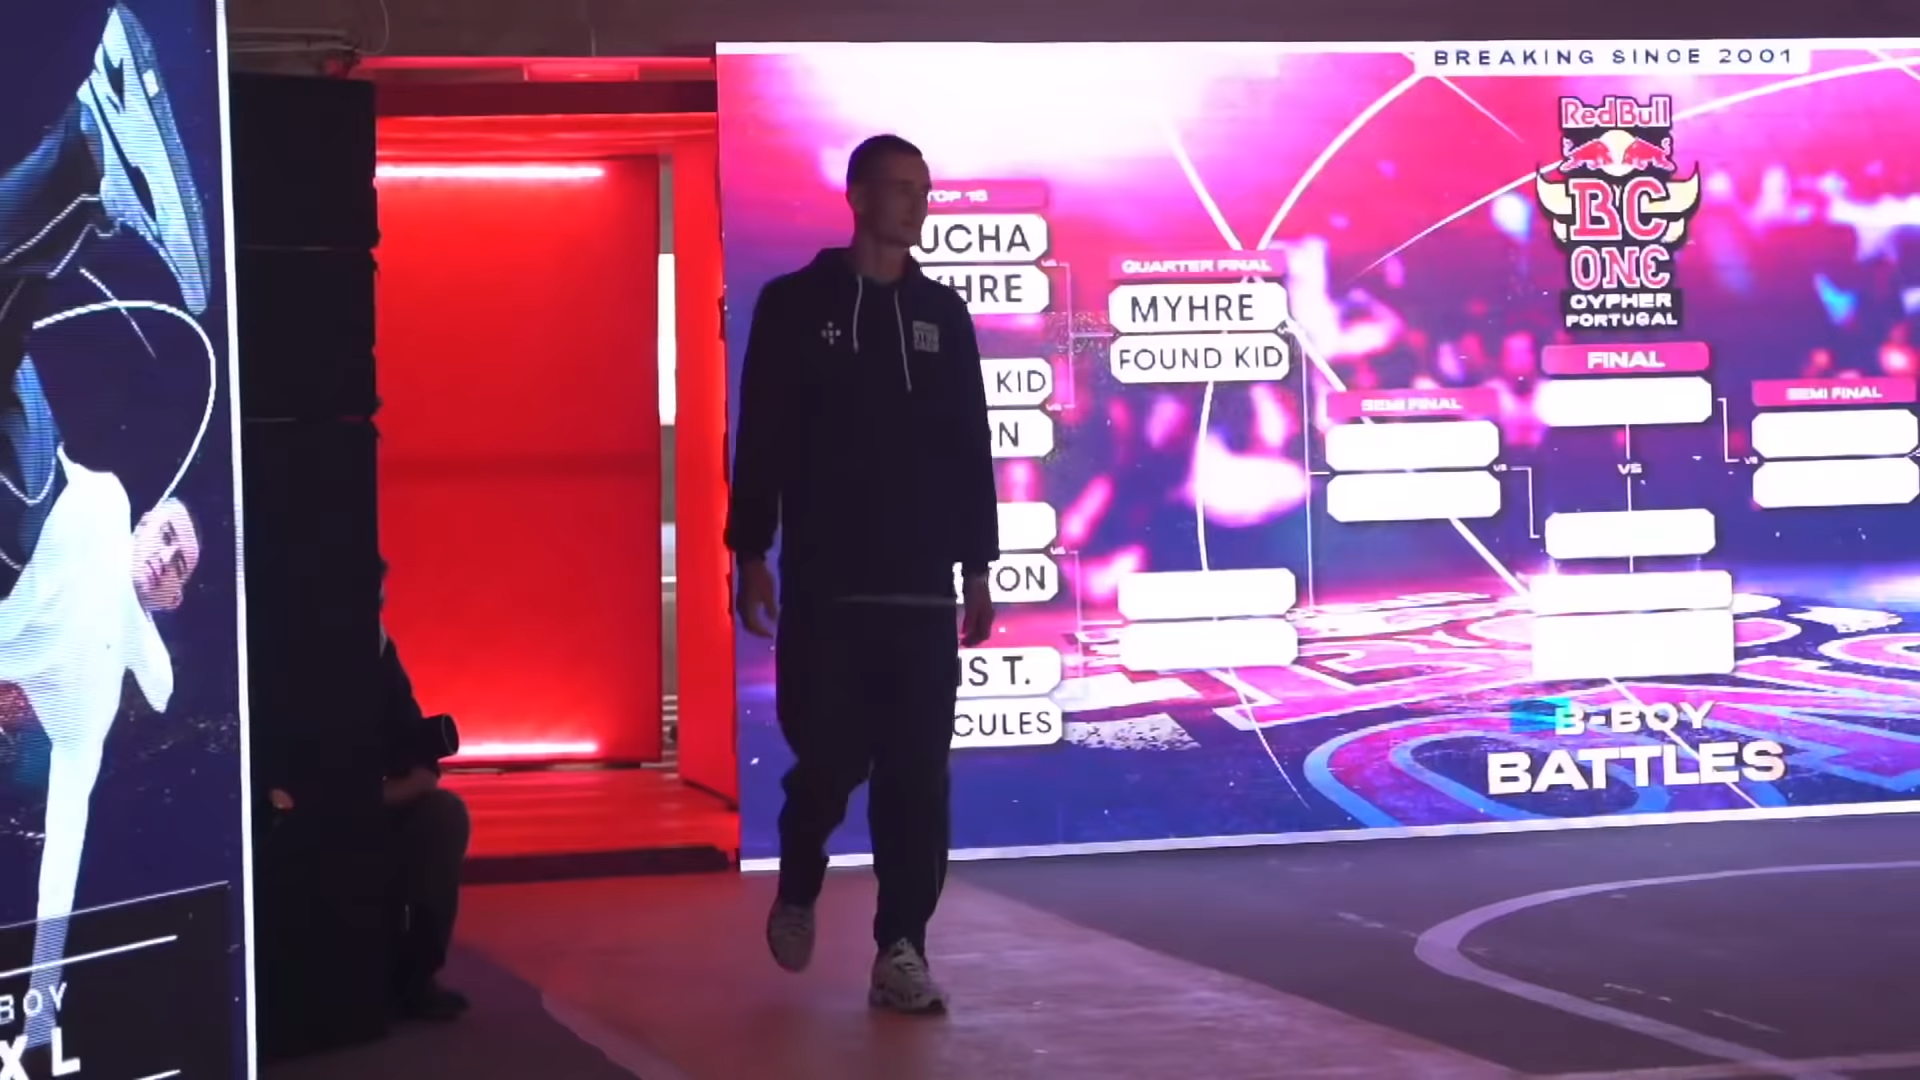 BREAKING SINCE 2001
Red Bull
BC
ONE
CYPHER
PORTUGAL
TOP 16
UCHA
HRE
KID
N
TON
IS T.
CULES
QUARTER FINAL
MYHRE
FOUND KID
SEMI FINAL
FINAL
VS
SEMI FINAL
B-BOY
BATTLES
BOY
XL